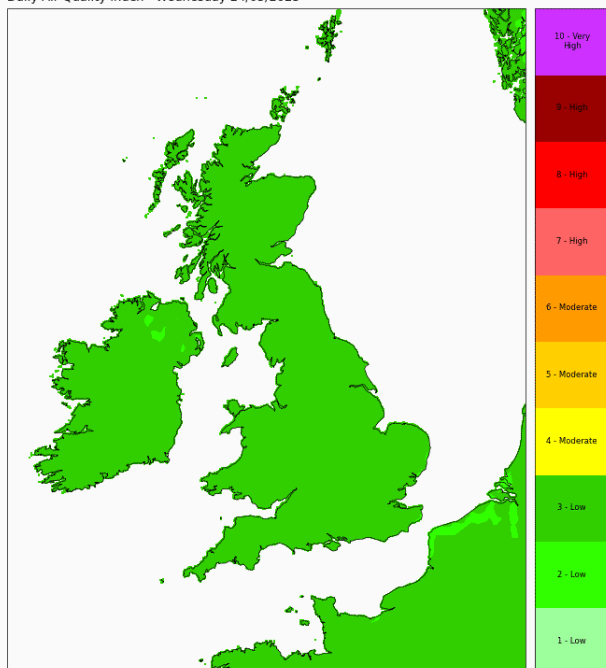 10 - Very
High
9 - High
8 - High
7 - High
6 - Moderate
5 - Moderate
4 - Moderate
3 - Low
2 - Low
1 - Low